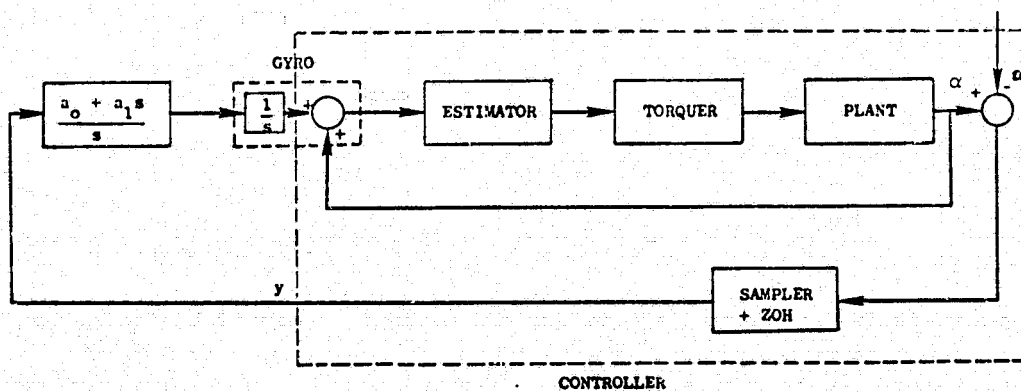 GYRO
a₀ + a₁s
s
1
s
+
+
ESTIMATOR
TORQUER
PLANT
α
+
-
y
SAMPLER
+ ZOH
CONTROLLER